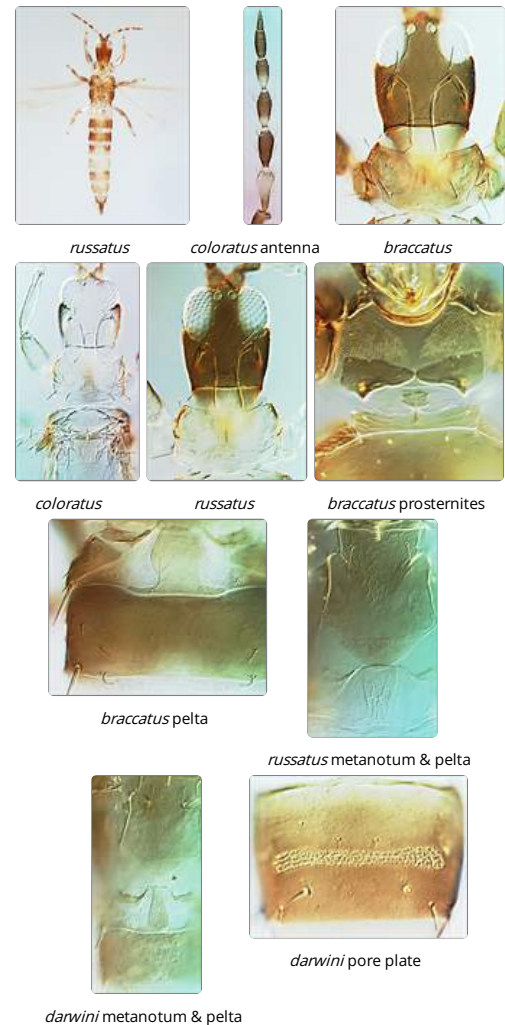 russatus
coloratus antenna
braccatus
coloratus
russatus
braccatus prosternites
braccatus pelta
russatus metanotum & pelta
darwini metanotum & pelta
darwini pore plate